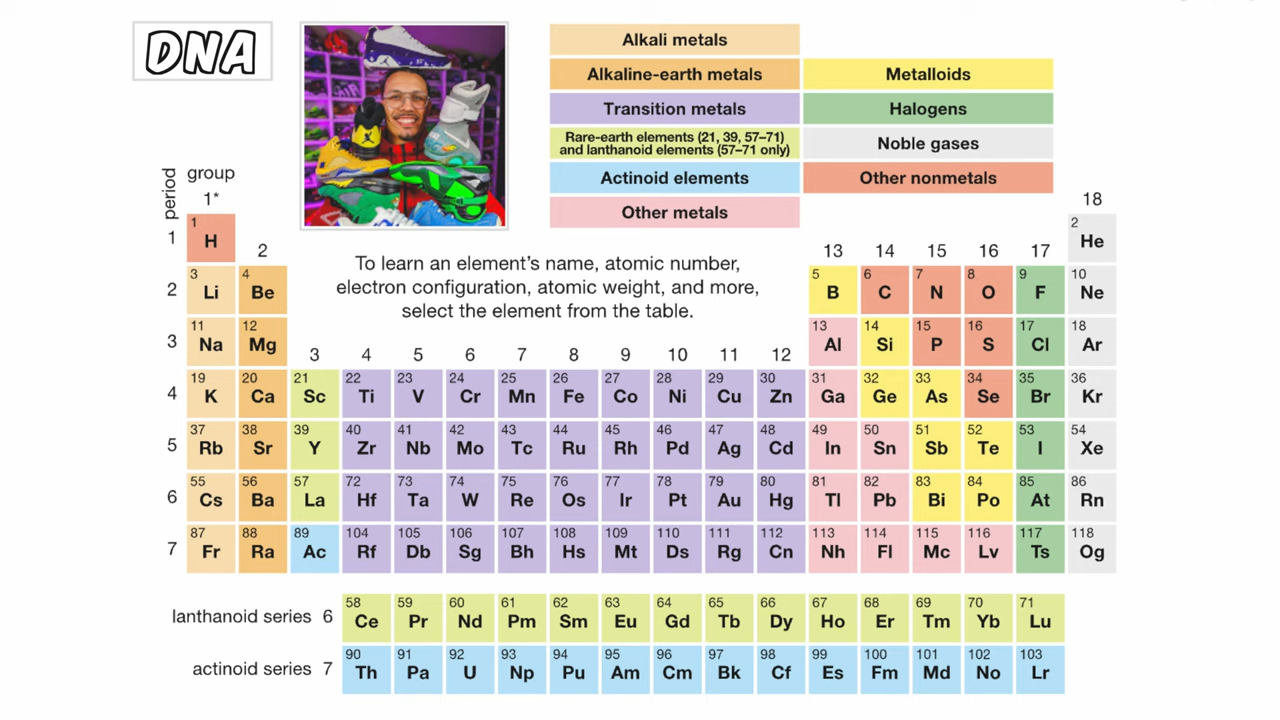 DNA
Alkali metals
Alkaline-earth metals
Metalloids
Transition metals
Halogens
Rare-earth elements (21, 39, 57–71)
and lanthanoid elements (57–71 only)
Noble gases
Actinoid elements
Other nonmetals
Other metals
period
group
1* 18
1 1 H 2 He
2 13 14 15 16 17
To learn an element's name, atomic number,
electron configuration, atomic weight, and more,
select the element from the table.
2 3 Li 4 Be 5 B 6 C 7 N 8 O 9 F 10 Ne
3 11 Na 12 Mg 13 Al 14 Si 15 P 16 S 17 Cl 18 Ar
3 4 5 6 7 8 9 10 11 12
4 19 K 20 Ca 21 Sc 22 Ti 23 V 24 Cr 25 Mn 26 Fe 27 Co 28 Ni 29 Cu 30 Zn 31 Ga 32 Ge 33 As 34 Se 35 Br 36 Kr
5 37 Rb 38 Sr 39 Y 40 Zr 41 Nb 42 Mo 43 Tc 44 Ru 45 Rh 46 Pd 47 Ag 48 Cd 49 In 50 Sn 51 Sb 52 Te 53 I 54 Xe
6 55 Cs 56 Ba 57 La 72 Hf 73 Ta 74 W 75 Re 76 Os 77 Ir 78 Pt 79 Au 80 Hg 81 Tl 82 Pb 83 Bi 84 Po 85 At 86 Rn
7 87 Fr 88 Ra 89 Ac 104 Rf 105 Db 106 Sg 107 Bh 108 Hs 109 Mt 110 Ds 111 Rg 112 Cn 113 Nh 114 Fl 115 Mc 116 Lv 117 Ts 118 Og
lanthanoid series 6 58 Ce 59 Pr 60 Nd 61 Pm 62 Sm 63 Eu 64 Gd 65 Tb 66 Dy 67 Ho 68 Er 69 Tm 70 Yb 71 Lu
actinoid series 7 90 Th 91 Pa 92 U 93 Np 94 Pu 95 Am 96 Cm 97 Bk 98 Cf 99 Es 100 Fm 101 Md 102 No 103 Lr